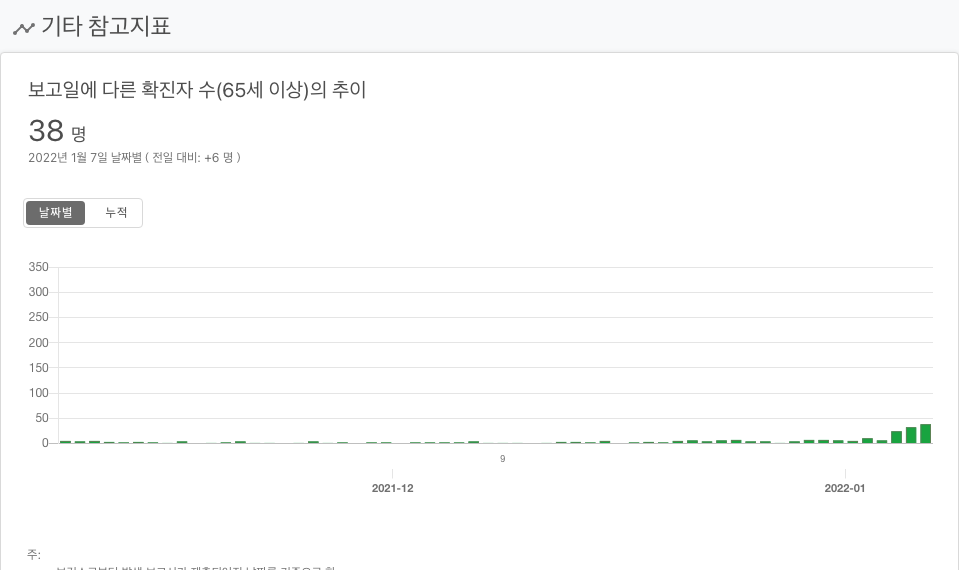 기타 참고지표
보고일에 다른 확진자 수(65세 이상)의 추이
38 명
2022년 1월 7일 날짜별 ( 전일 대비: +6 명 )
날짜별 누적
350
300
250
200
150
100
50
0
9
2021-12 2022-01
주: